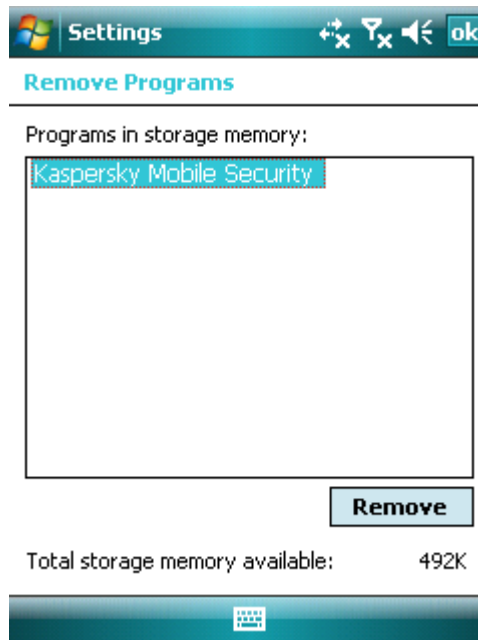 Settings
ok
Remove Programs
Programs in storage memory:
Kaspersky Mobile Security
Remove
Total storage memory available: 492K